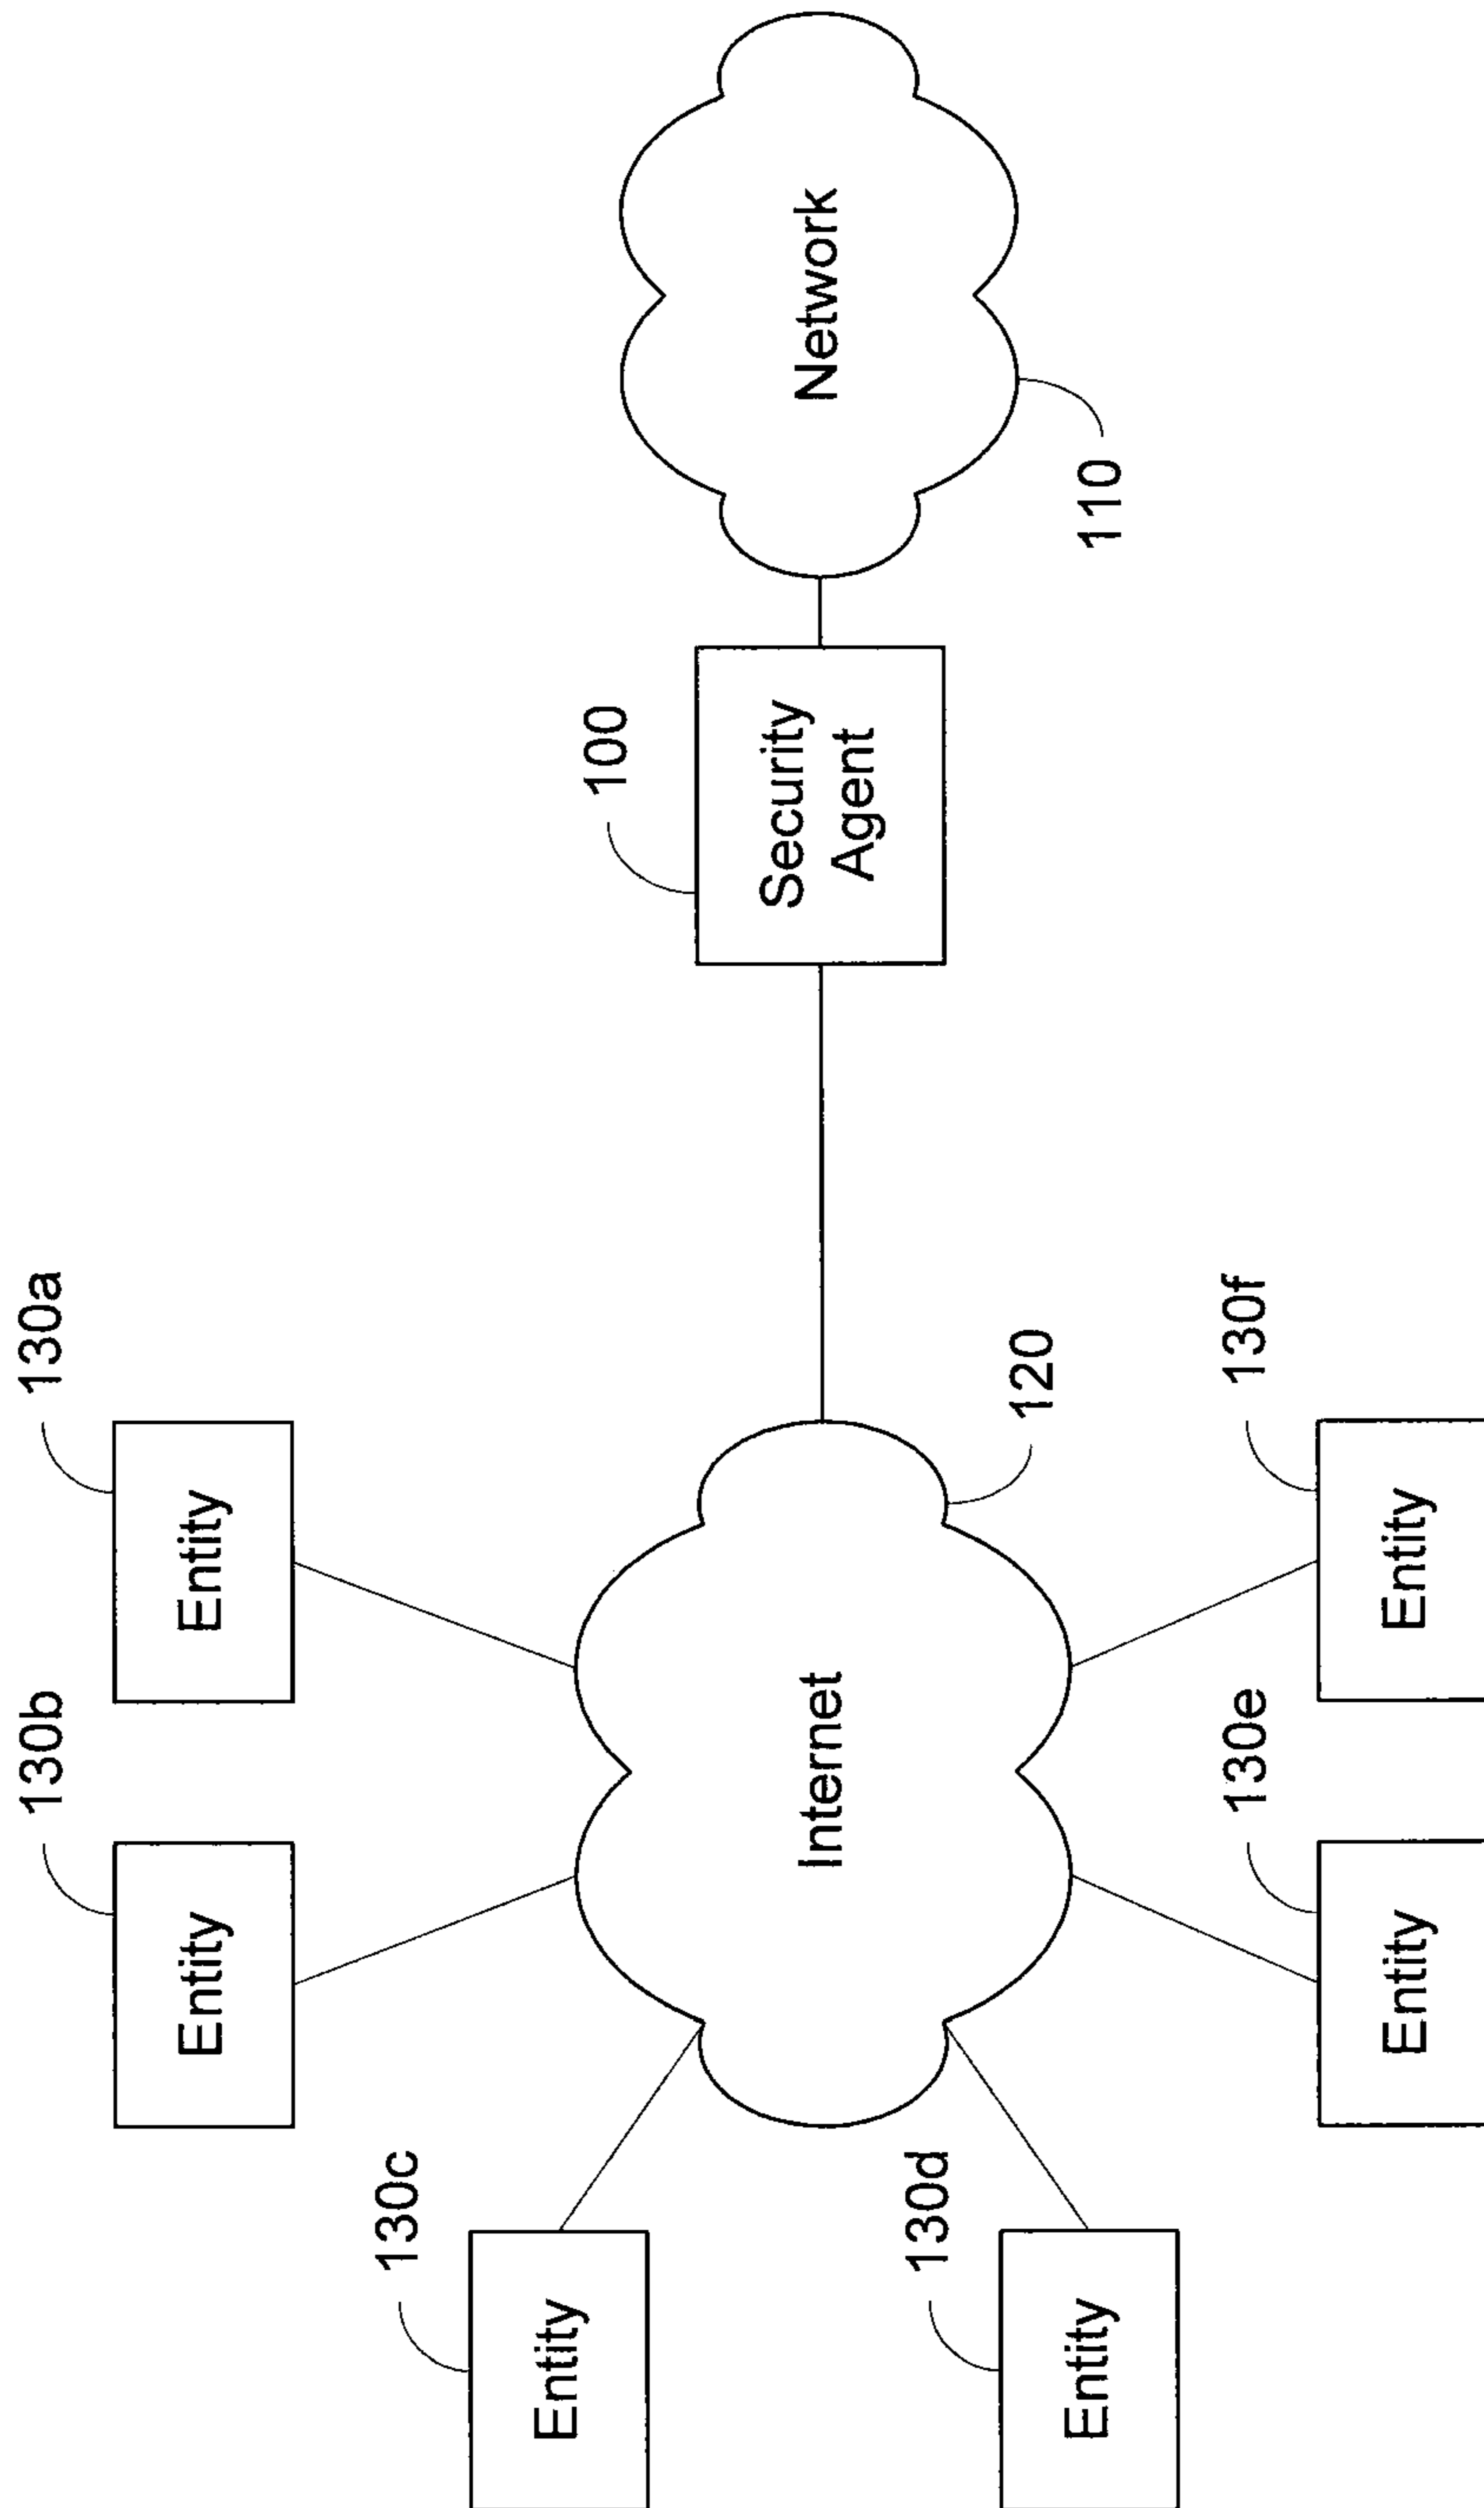 130a
Entity
130b
Entity
130c
Entity
130d
Entity
130e
Entity
130f
Entity
Internet
120
100
Security
Agent
Network
110